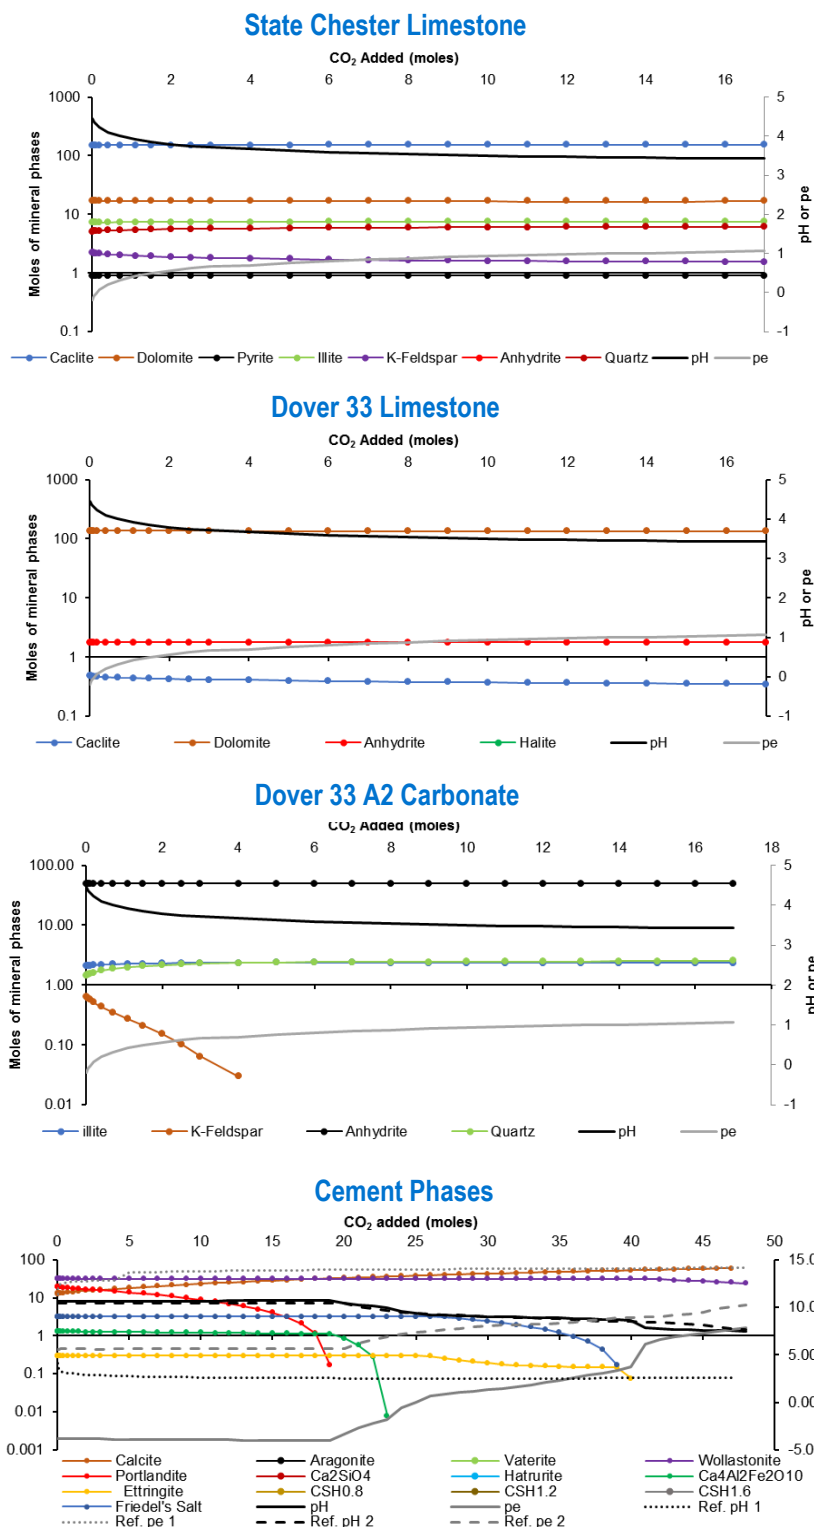 State Chester Limestone
CO₂ Added (moles)
0 2 4 6 8 10 12 14 16
1000 5
4
100
3
10 2
1
1
0
0.1 -1
Moles of mineral phases
pH or pe
Caclite Dolomite Pyrite Illite K-Feldspar Anhydrite Quartz pH pe
Dover 33 Limestone
CO₂ Added (moles)
0 2 4 6 8 10 12 14 16
1000 5
4
100
3
10 2
1
1
0
0.1 -1
Moles of mineral phases
pH or pe
Caclite Dolomite Anhydrite Halite pH pe
Dover 33 A2 Carbonate
CO₂ Added (moles)
0 2 4 6 8 10 12 14 16 18
100.00 5
4
10.00
3
1.00 2
1
0.10
0
0.01 -1
Moles of mineral phases
pH or pe
illite K-Feldspar Anhydrite Quartz pH pe
Cement Phases
CO₂ added (moles)
0 5 10 15 20 25 30 35 40 45 50
100 15.0
10
10.0
1
5.00
0.1
0.00
0.01
0.001 -5.0
Calcite Aragonite Vaterite Wollastonite
Portlandite Ca2SiO4 Hatrurite Ca4Al2Fe2O10
Ettringite CSH0.8 CSH1.2 CSH1.6
Friedel's Salt pH pe Ref. pH 1
Ref. pe 1 Ref. pH 2 Ref. pe 2